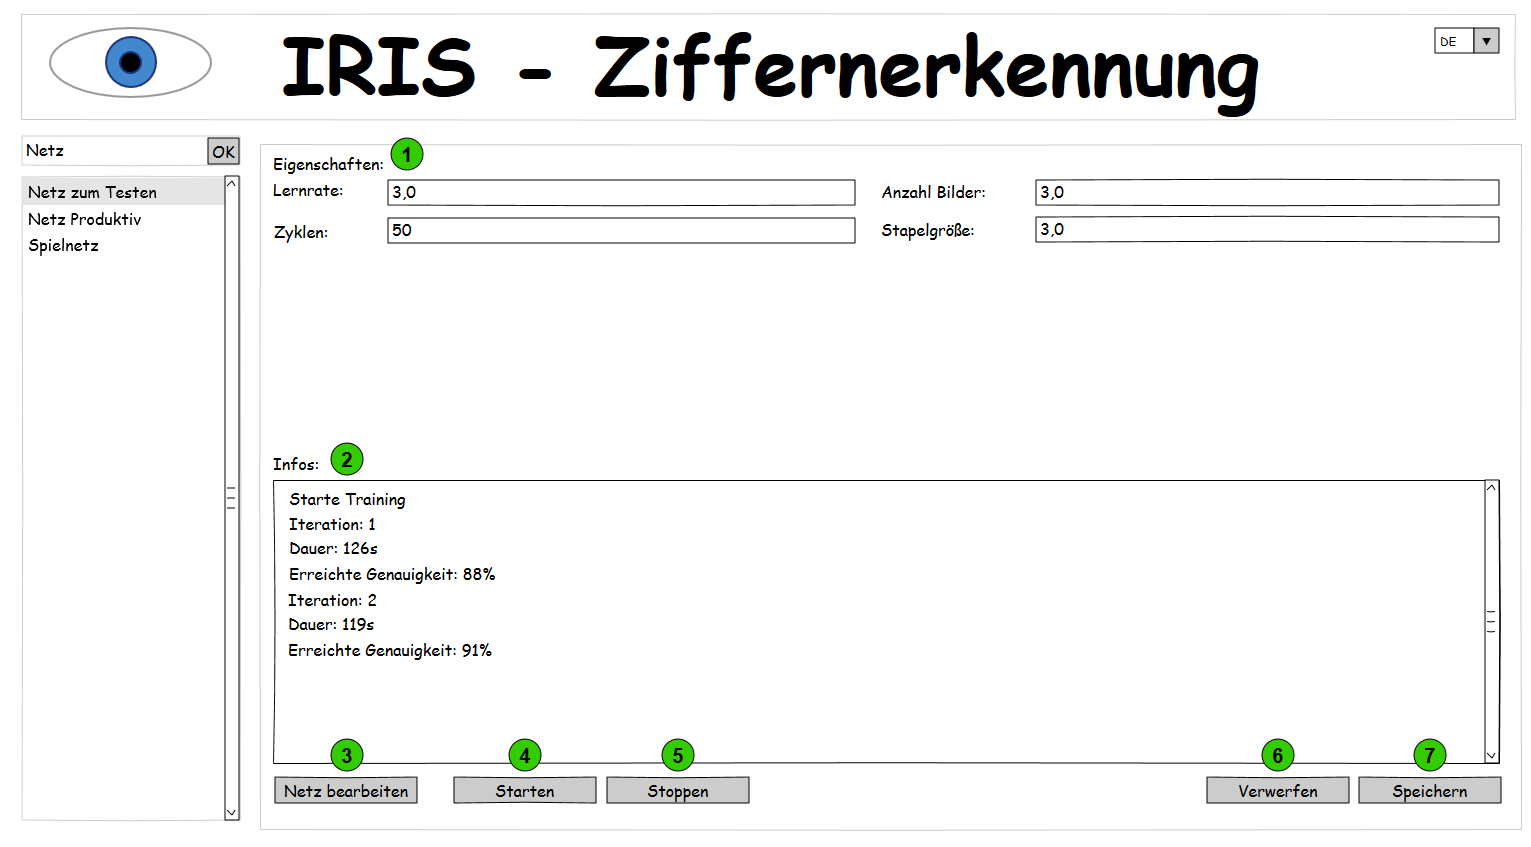 IRIS - Ziffernerkennung
DE
Netz OK
Netz zum Testen
Netz Produktiv
Spielnetz
Eigenschaften: 1
Lernrate: 3,0 Anzahl Bilder: 3,0
Zyklen: 50 Stapelgröße: 3,0
Infos: 2
Starte Training
Iteration: 1
Dauer: 126s
Erreichte Genauigkeit: 88%
Iteration: 2
Dauer: 119s
Erreichte Genauigkeit: 91%
3 4 5 6 7
Netz bearbeiten Starten Stoppen Verwerfen Speichern